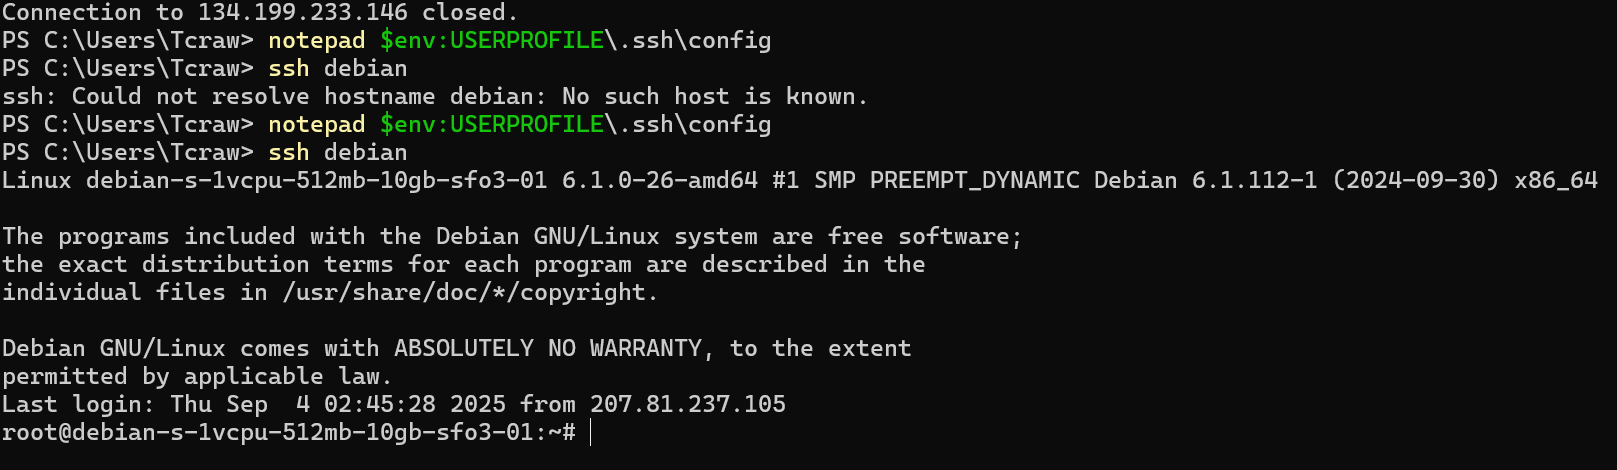 Connection to 134.199.233.146 closed.
PS C:\Users\Tcraw> notepad $env:USERPROFILE\.ssh\config
PS C:\Users\Tcraw> ssh debian
ssh: Could not resolve hostname debian: No such host is known.
PS C:\Users\Tcraw> notepad $env:USERPROFILE\.ssh\config
PS C:\Users\Tcraw> ssh debian
Linux debian-s-1vcpu-512mb-10gb-sfo3-01 6.1.0-26-amd64 #1 SMP PREEMPT_DYNAMIC Debian 6.1.112-1 (2024-09-30) x86_64

The programs included with the Debian GNU/Linux system are free software;
the exact distribution terms for each program are described in the
individual files in /usr/share/doc/*/copyright.

Debian GNU/Linux comes with ABSOLUTELY NO WARRANTY, to the extent
permitted by applicable law.
Last login: Thu Sep  4 02:45:28 2025 from 207.81.237.105
root@debian-s-1vcpu-512mb-10gb-sfo3-01:~#